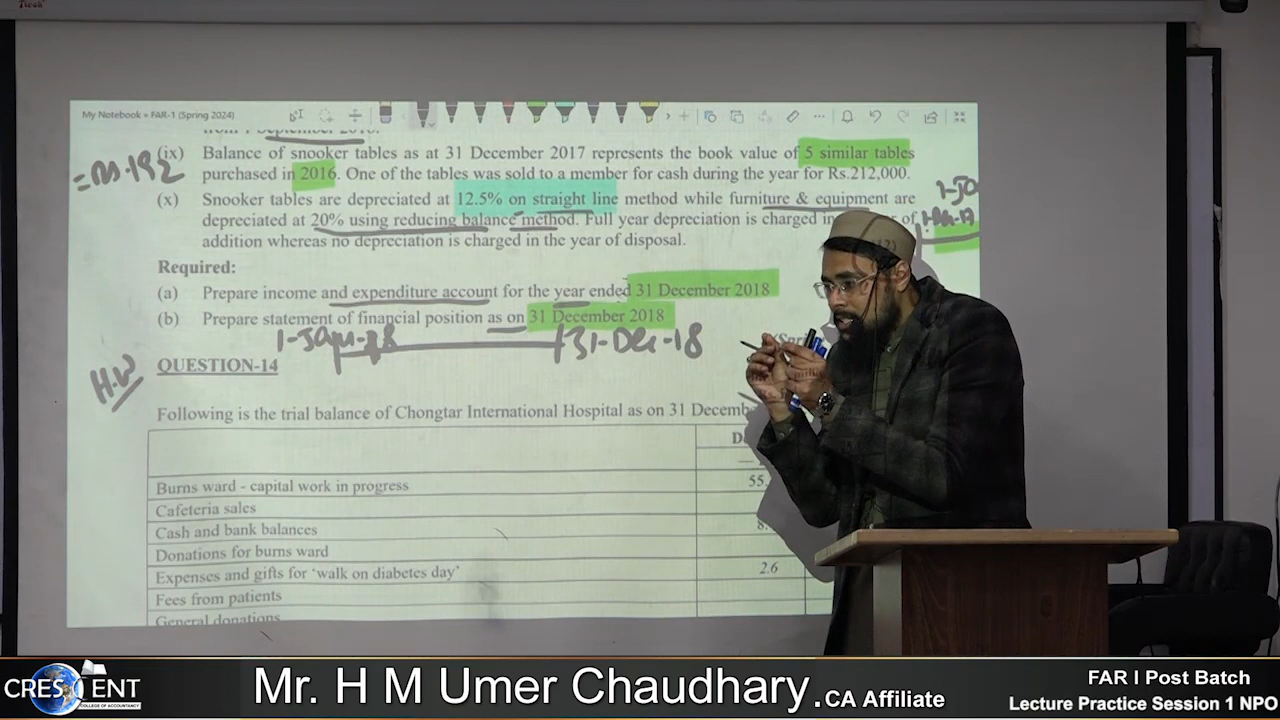 My Notebook » FAR-1 (Spring 2024)
from 1 September 2018.
(ix) Balance of snooker tables as at 31 December 2017 represents the book value of 5 similar tables
purchased in 2016. One of the tables was sold to a member for cash during the year for Rs.212,000.
(x) Snooker tables are depreciated at 12.5% on straight line method while furniture & equipment are
depreciated at 20% using reducing balance method. Full year depreciation is charged in of
addition whereas no depreciation is charged in the year of disposal.
Required:
(a) Prepare income and expenditure account for the year ended 31 December 2018
(b) Prepare statement of financial position as on 31 December 2018
31-Dec-18
H.W
QUESTION-14
Following is the trial balance of Chongtar International Hospital as on 31
Burns ward - capital work in progress 55.
Cafeteria sales
Cash and bank balances 8.
Donations for burns ward
Expenses and gifts for ‘walk on diabetes day’ 2.6
Fees from patients
General donations
CRESCENT
COLLEGE OF ACCOUNTANCY
Mr. H M Umer Chaudhary .CA Affiliate
FAR I Post Batch
Lecture Practice Session 1 NPO